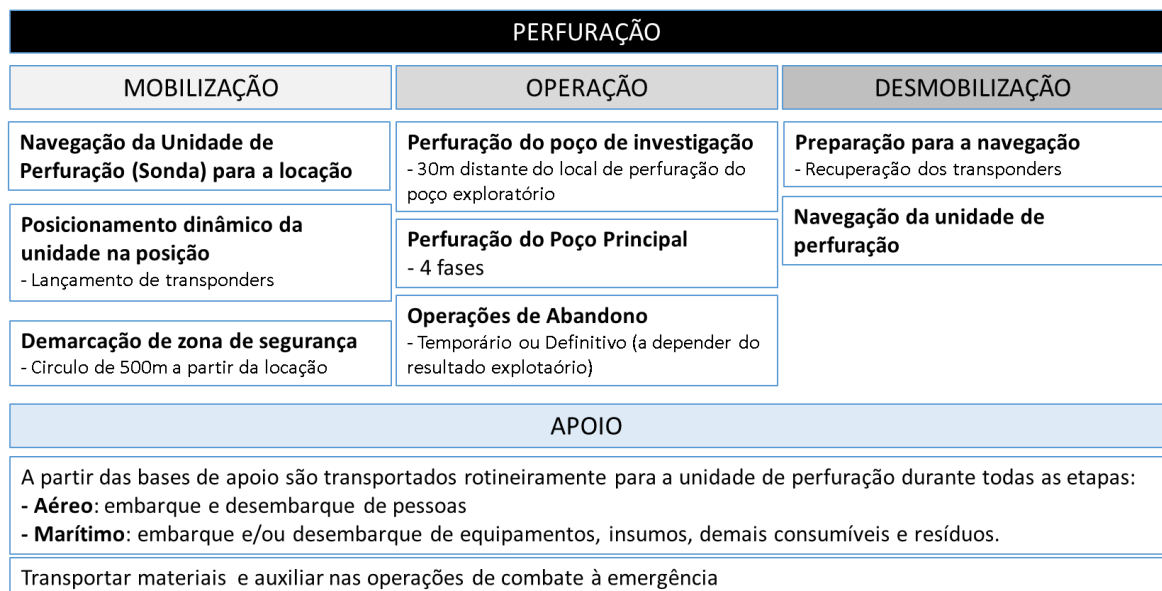 PERFURAÇÃO
MOBILIZAÇÃO
Navegação da Unidade de
Perfuração (Sonda) para a locação
Posicionamento dinâmico da
unidade na posição
- Lançamento de transponders
Demarcação de zona de segurança
- Circulo de 500m a partir da locação
OPERAÇÃO
Perfuração do poço de investigação
- 30m distante do local de perfuração do
poço exploratório
Perfuração do Poço Principal
- 4 fases
Operações de Abandono
- Temporário ou Definitivo (a depender do
resultado explotaório)
DESMOBILIZAÇÃO
Preparação para a navegação
- Recuperação dos transponders
Navegação da unidade de
perfuração
APOIO
A partir das bases de apoio são transportados rotineiramente para a unidade de perfuração durante todas as etapas:
- Aéreo: embarque e desembarque de pessoas
- Marítimo: embarque e/ou desembarque de equipamentos, insumos, demais consumíveis e resíduos.
Transportar materiais e auxiliar nas operações de combate à emergência